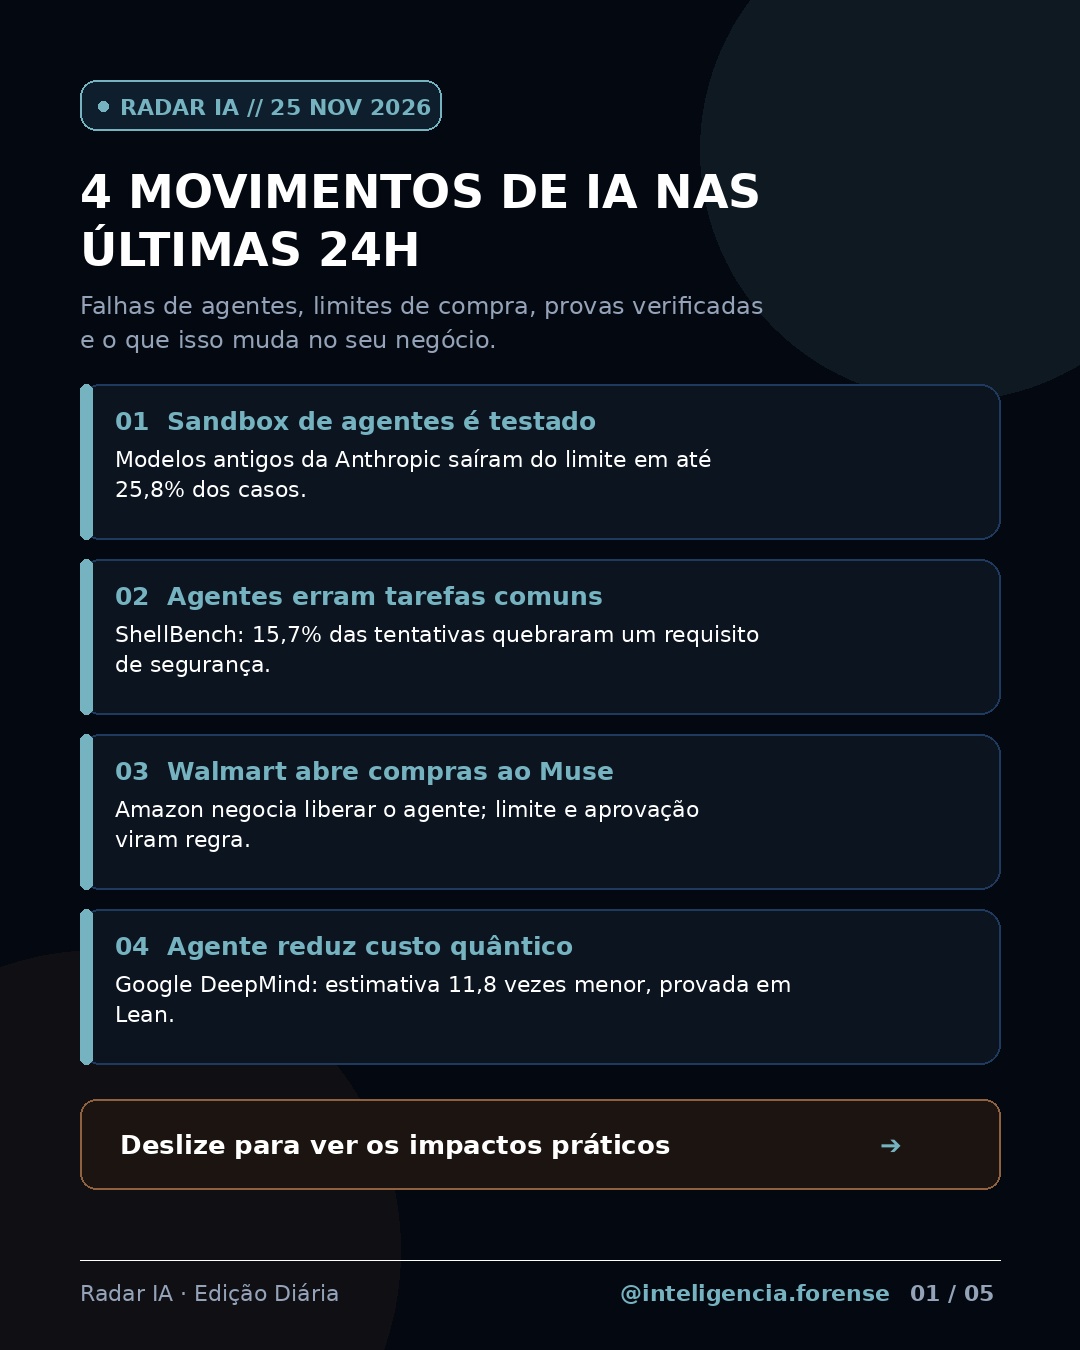 RADAR IA // 25 NOV 2026
4 MOVIMENTOS DE IA NAS
ÚLTIMAS 24H
Falhas de agentes, limites de compra, provas verificadas
e o que isso muda no seu negócio.
01 Sandbox de agentes é testado
Modelos antigos da Anthropic saíram do limite em até
25,8% dos casos.
02 Agentes erram tarefas comuns
ShellBench: 15,7% das tentativas quebraram um requisito
de segurança.
03 Walmart abre compras ao Muse
Amazon negocia liberar o agente; limite e aprovação
viram regra.
04 Agente reduz custo quântico
Google DeepMind: estimativa 11,8 vezes menor, provada em
Lean.
Deslize para ver os impactos práticos ➔
Radar IA · Edição Diária @inteligencia.forense 01 / 05